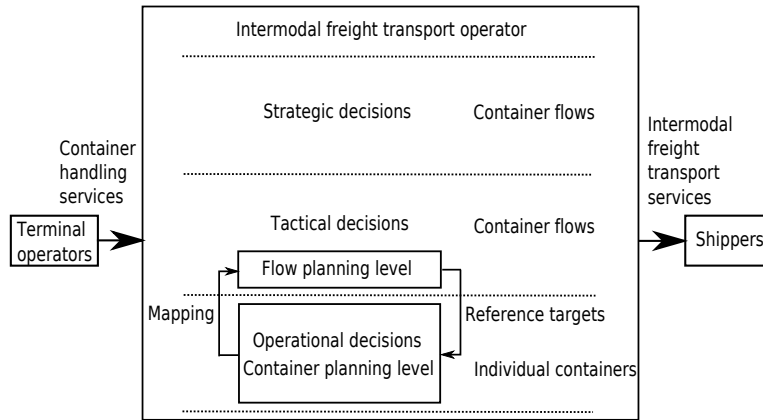 Intermodal freight transport operator
Strategic decisions
Container flows
Container
handling
services
Intermodal
freight
transport
services
Terminal
operators
Tactical decisions
Container flows
Shippers
Flow planning level
Mapping
Reference targets
Operational decisions
Container planning level
Individual containers